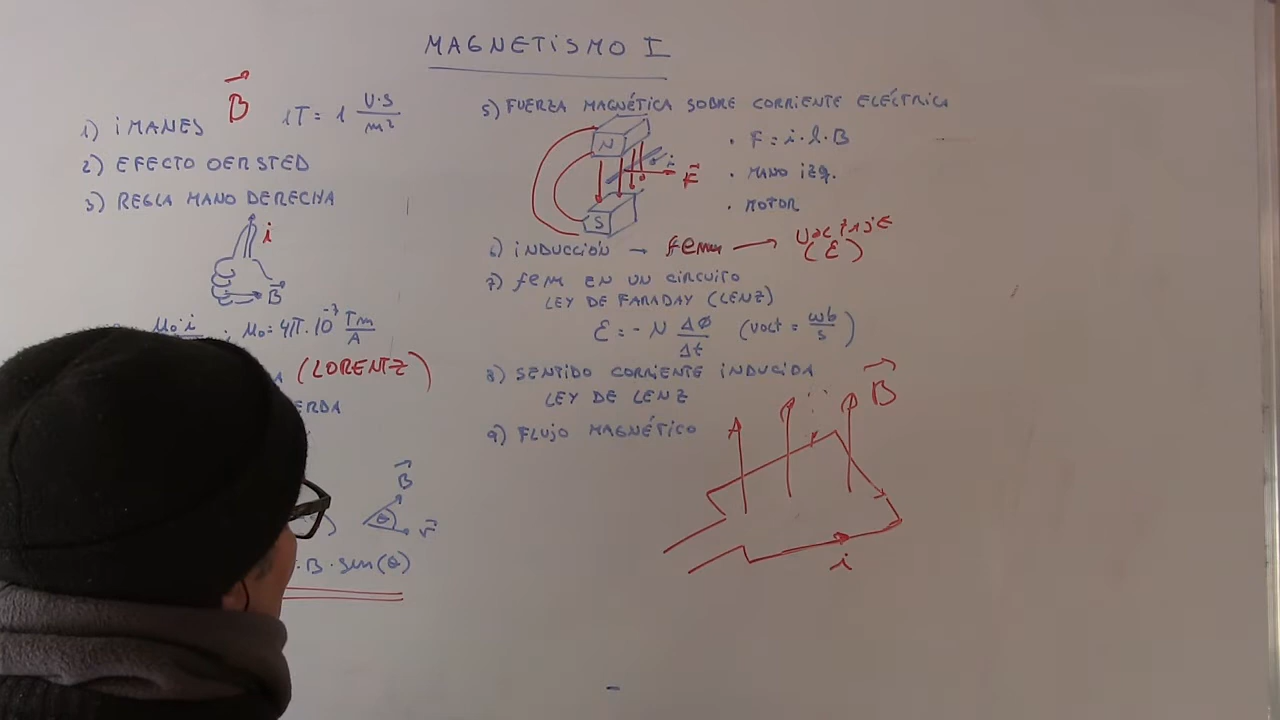 MAGNETISMO I
B
1) IMANES
1T = 1 V·s/m²
2) EFECTO OERSTED
3) REGLA MANO DERECHA
i
B
μ₀·i ; μ₀ = 4π·10⁻⁷ Tm/A
(LORENTZ)
B
θ
·B·sen(θ)
5) FUERZA MAGNÉTICA SOBRE CORRIENTE ELÉCTRICA
N
S
i
F
· F = i·l·B
· MANO IZQ.
· MOTOR
6) INDUCCIÓN → fem → VOLTAJE
(ε)
7) fem EN UN CIRCUITO
LEY DE FARADAY (LENZ)
ε = - N Δφ/Δt (volt = wb/s)
8) SENTIDO CORRIENTE INDUCIDA
LEY DE LENZ
9) FLUJO MAGNÉTICO
B
i